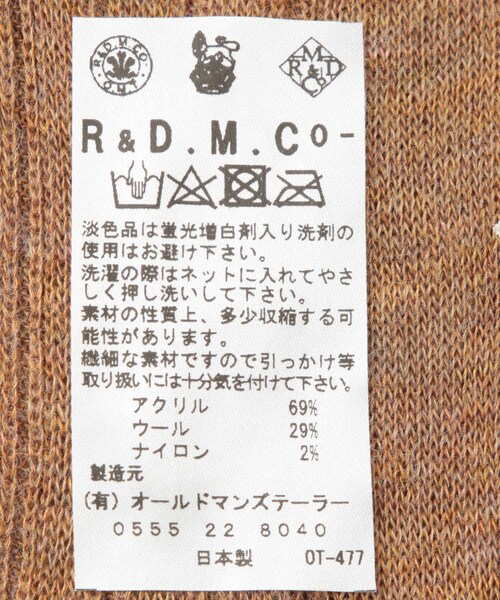 R&D.M.CO-
OMT
R M D & Co
R & D . M . Co -
淡色品は蛍光増白剤入り洗剤の
使用はお避け下さい。
洗濯の際はネットに入れてやさ
しく押し洗いして下さい。
素材の性質上、多少収縮する可
能性があります。
繊細な素材ですので引っかけ等
取り扱いには十分気を付けて下さい。
アクリル 69%
ウール 29%
ナイロン 2%
製造元
(有) オールドマンズテーラー
0555 22 8040
日本製 OT-477